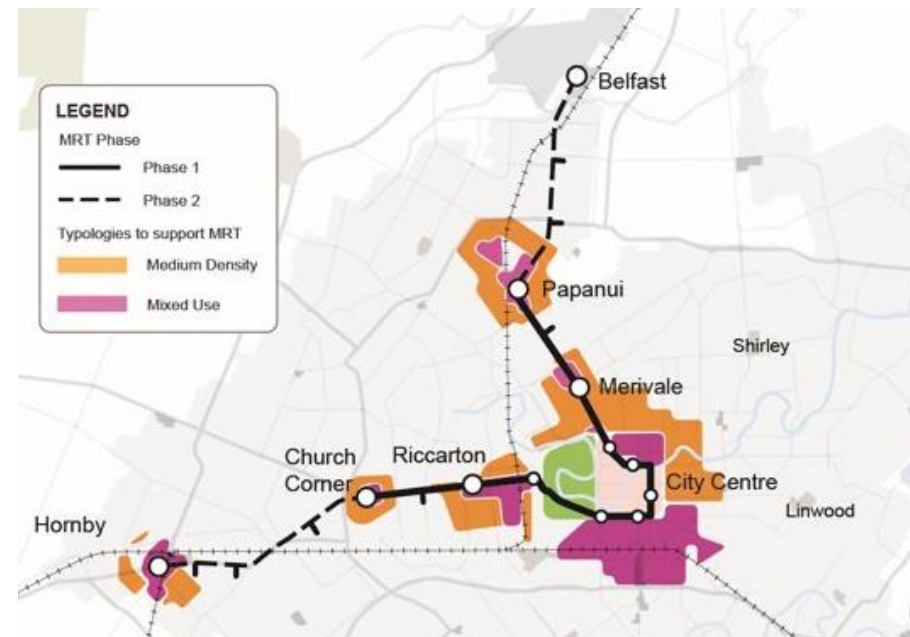 LEGEND
MRT Phase
Phase 1
Phase 2
Typologies to support MRT
Medium Density
Mixed Use
Belfast
Papanui
Shirley
Merivale
Church
Corner
Riccarton
City Centre
Linwood
Hornby